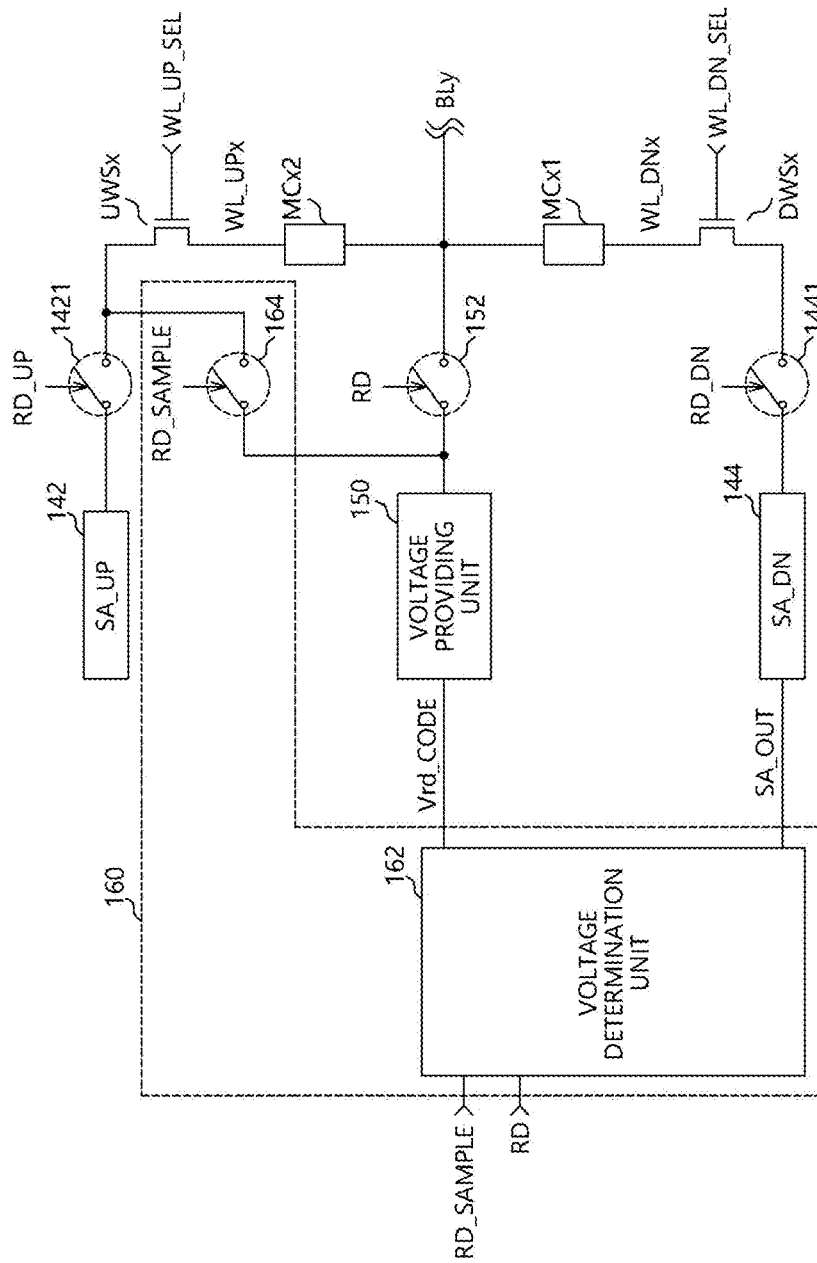 RD_UP
1421
142
SA_UP
UWSx
WL_UP_SEL
WL_UPx
RD_SAMPLE
164
MCx2
160
162
VOLTAGE
DETERMINATION
UNIT
RD_SAMPLE
RD
Vrd_CODE
150
VOLTAGE
PROVIDING
UNIT
RD
152
BLy
MCx1
WL_DNx
SA_OUT
144
SA_DN
RD_DN
1441
DWSx
WL_DN_SEL